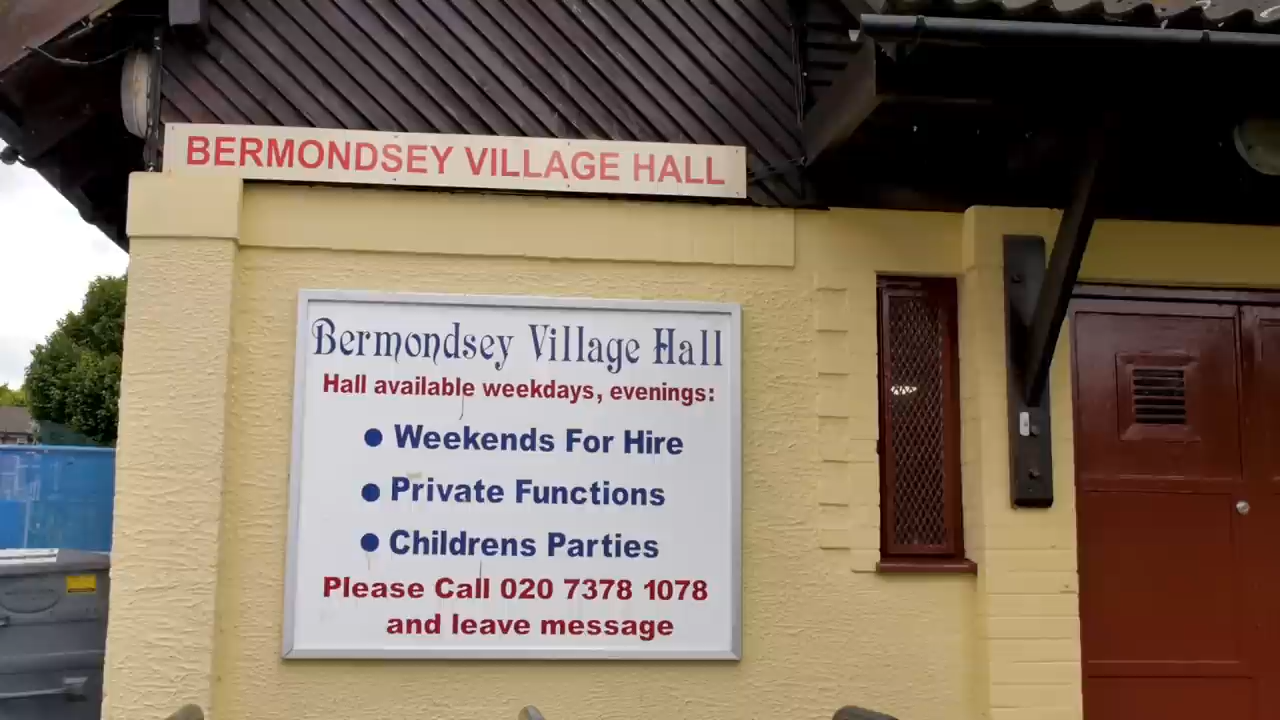 BERMONDSEY VILLAGE HALL
Bermondsey Village Hall
Hall available weekdays, evenings:
● Weekends For Hire
● Private Functions
● Childrens Parties
Please Call 020 7378 1078
and leave message